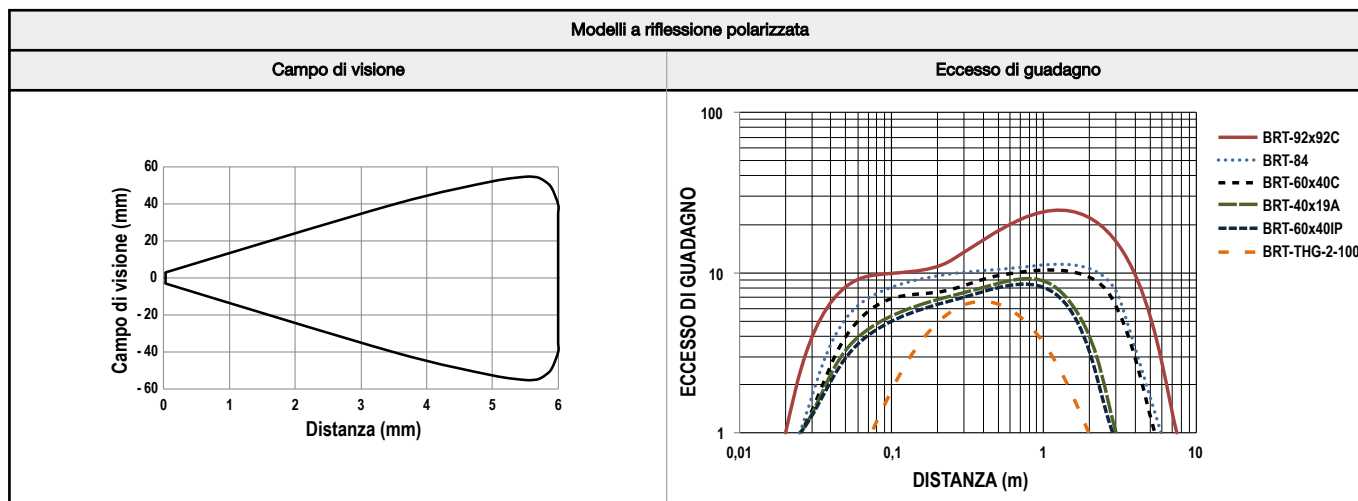 Modelli a riflessione polarizzata
Campo di visione
Eccesso di guadagno
Campo di visione (mm)
60
40
20
0
- 20
- 40
- 60
0 1 2 3 4 5 6
Distanza (mm)
ECCESSO DI GUADAGNO
100
10
1
0,01 0,1 1 10
DISTANZA (m)
BRT-92x92C
BRT-84
BRT-60x40C
BRT-40x19A
BRT-60x40IP
BRT-THG-2-100